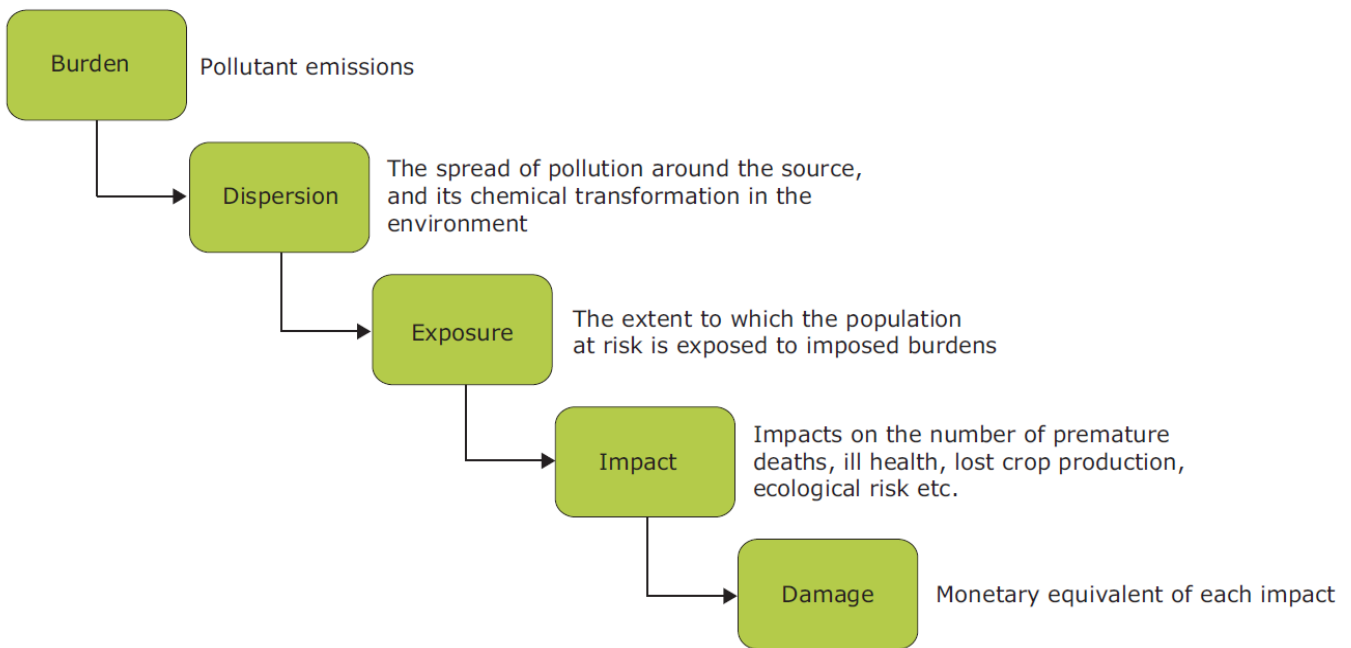 Burden
Pollutant emissions
Dispersion
The spread of pollution around the source,
and its chemical transformation in the
environment
Exposure
The extent to which the population
at risk is exposed to imposed burdens
Impact
Impacts on the number of premature
deaths, ill health, lost crop production,
ecological risk etc.
Damage
Monetary equivalent of each impact